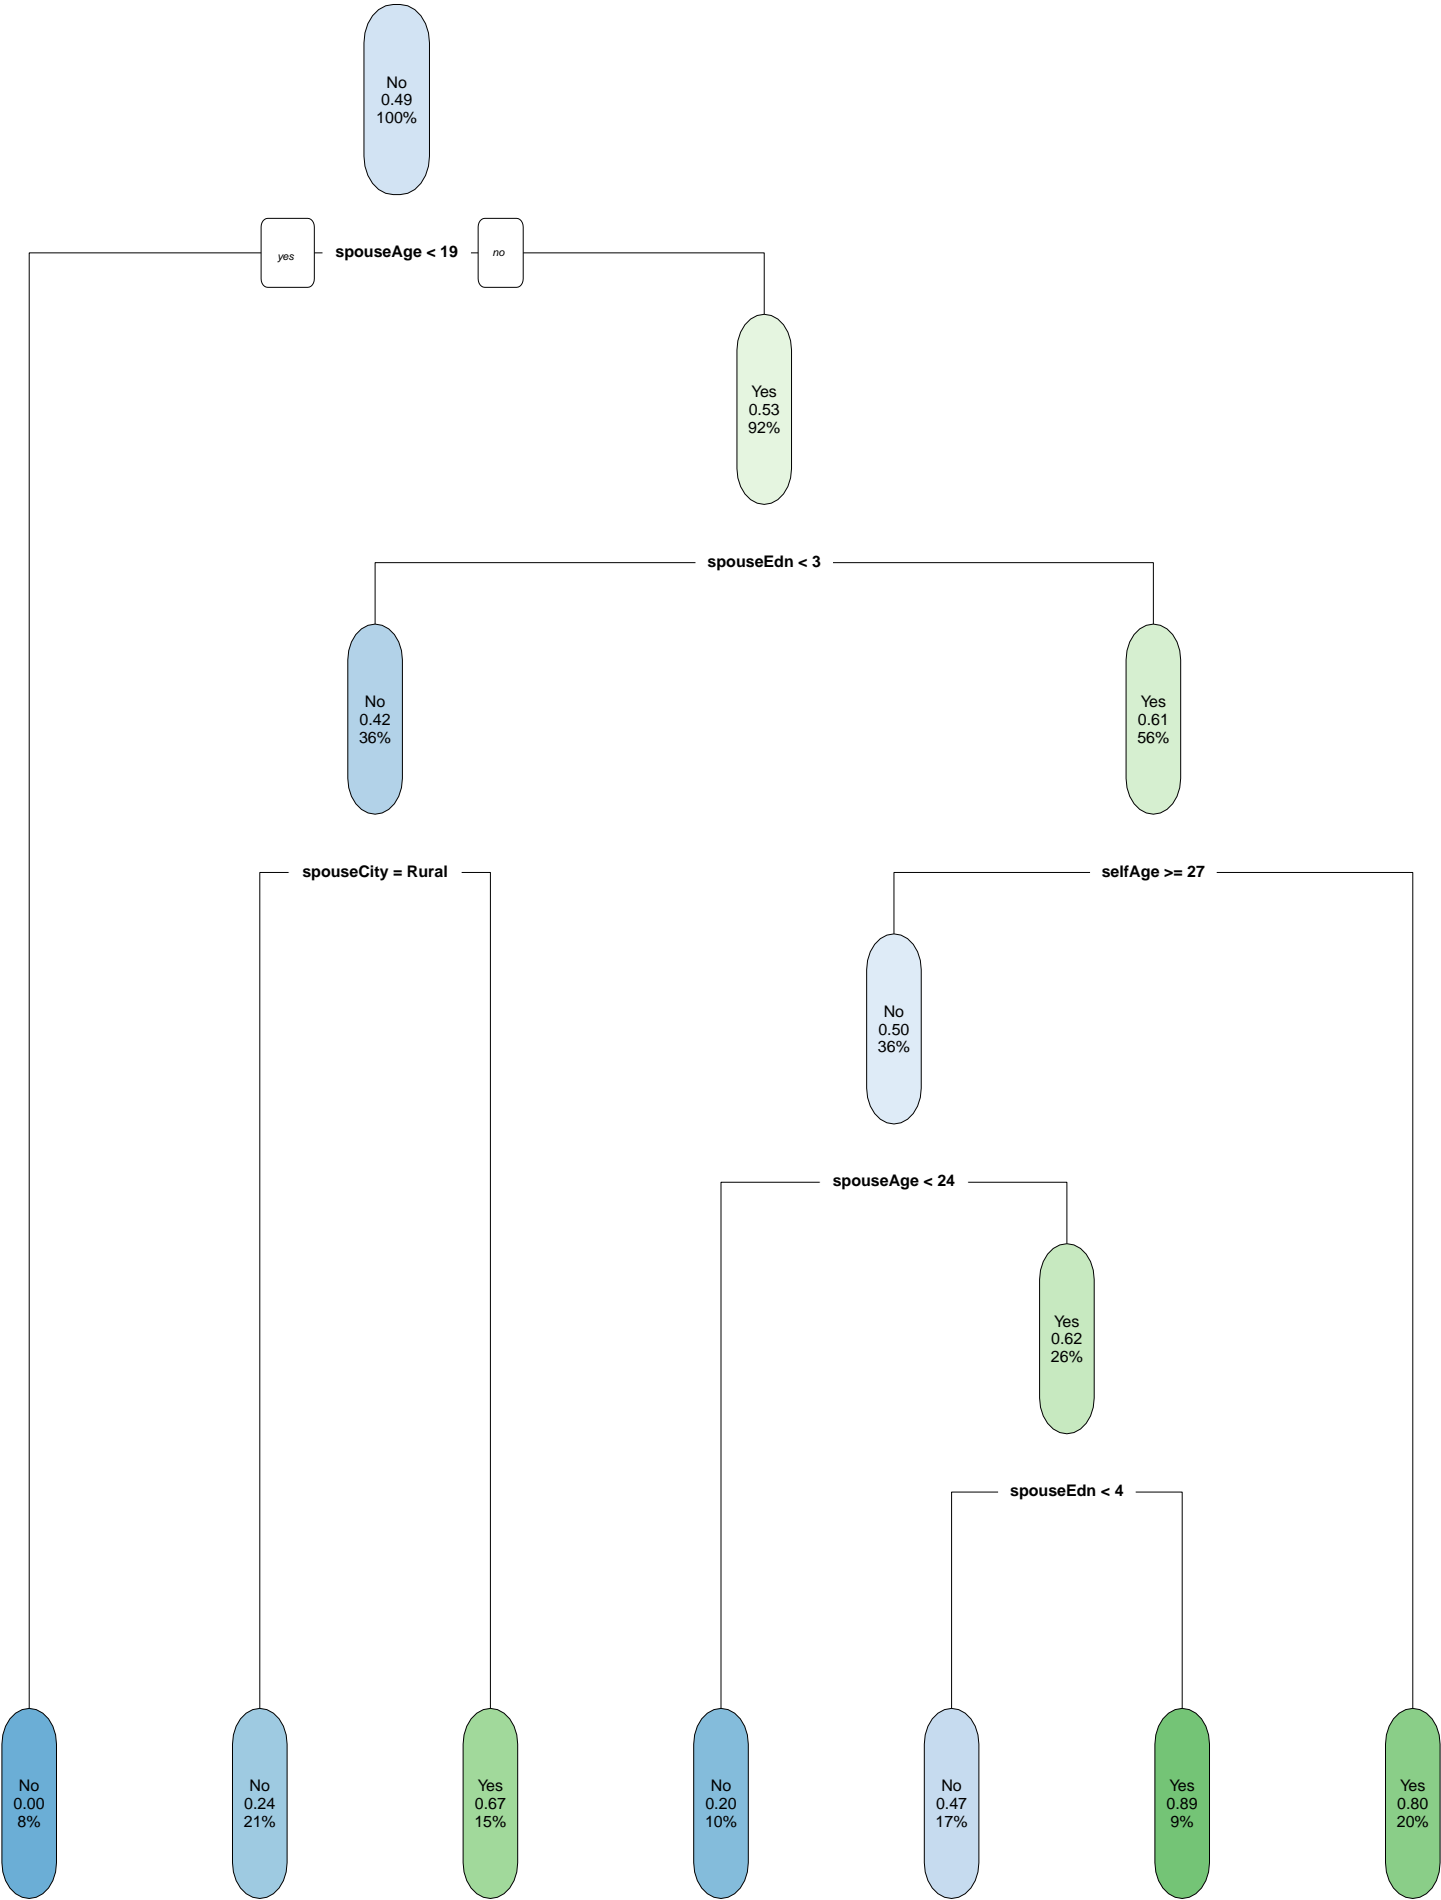 No
0.49
100%
yes
spouseAge < 19
no
Yes
0.53
92%
spouseEdn < 3
No
0.42
36%
Yes
0.61
56%
spouseCity = Rural
selfAge >= 27
No
0.50
36%
spouseAge < 24
Yes
0.62
26%
spouseEdn < 4
No
0.00
8%
No
0.24
21%
Yes
0.67
15%
No
0.20
10%
No
0.47
17%
Yes
0.89
9%
Yes
0.80
20%